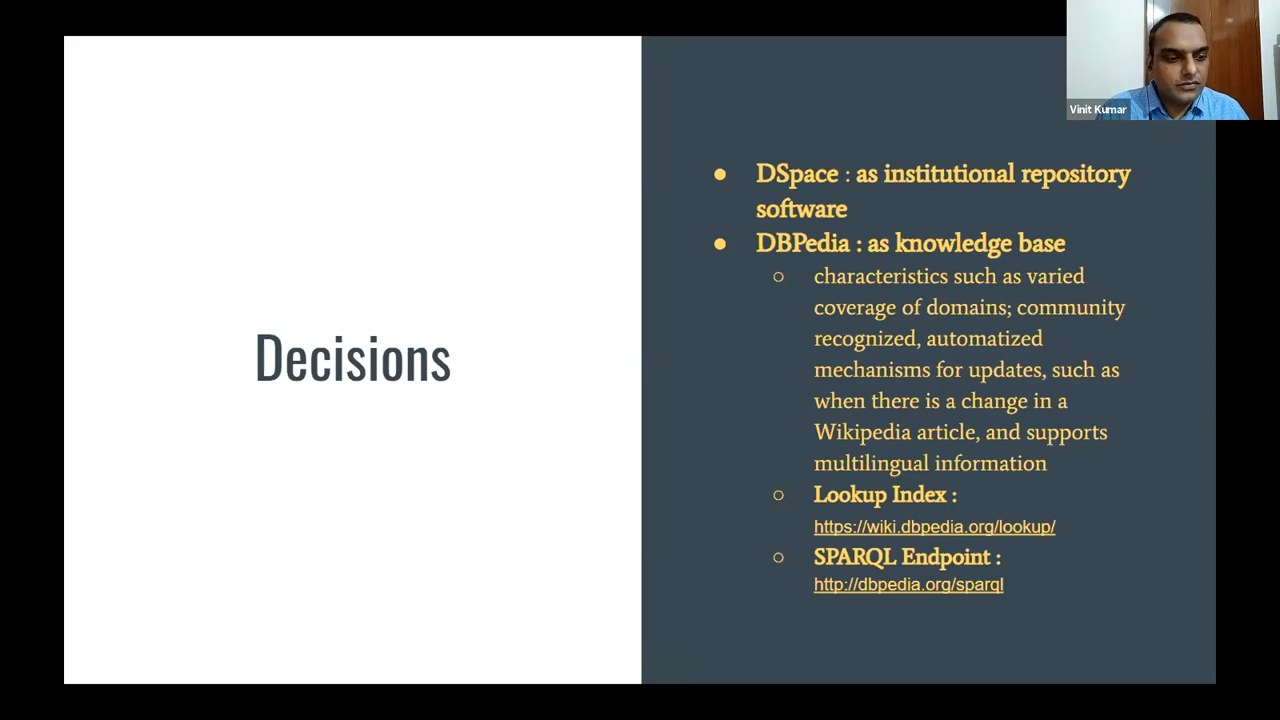 Vinit Kumar
Decisions
● DSpace : as institutional repository
software
● DBPedia : as knowledge base
○ characteristics such as varied
coverage of domains; community
recognized, automatized
mechanisms for updates, such as
when there is a change in a
Wikipedia article, and supports
multilingual information
○ Lookup Index :
https://wiki.dbpedia.org/lookup/
○ SPARQL Endpoint :
http://dbpedia.org/sparql